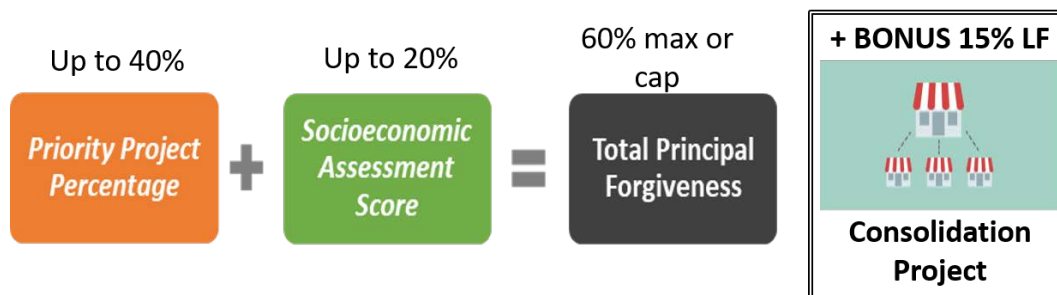 Up to 40%
Priority Project
Percentage
+
Up to 20%
Socioeconomic
Assessment
Score
=
60% max or
cap
Total Principal
Forgiveness
+ BONUS 15% LF
Consolidation
Project